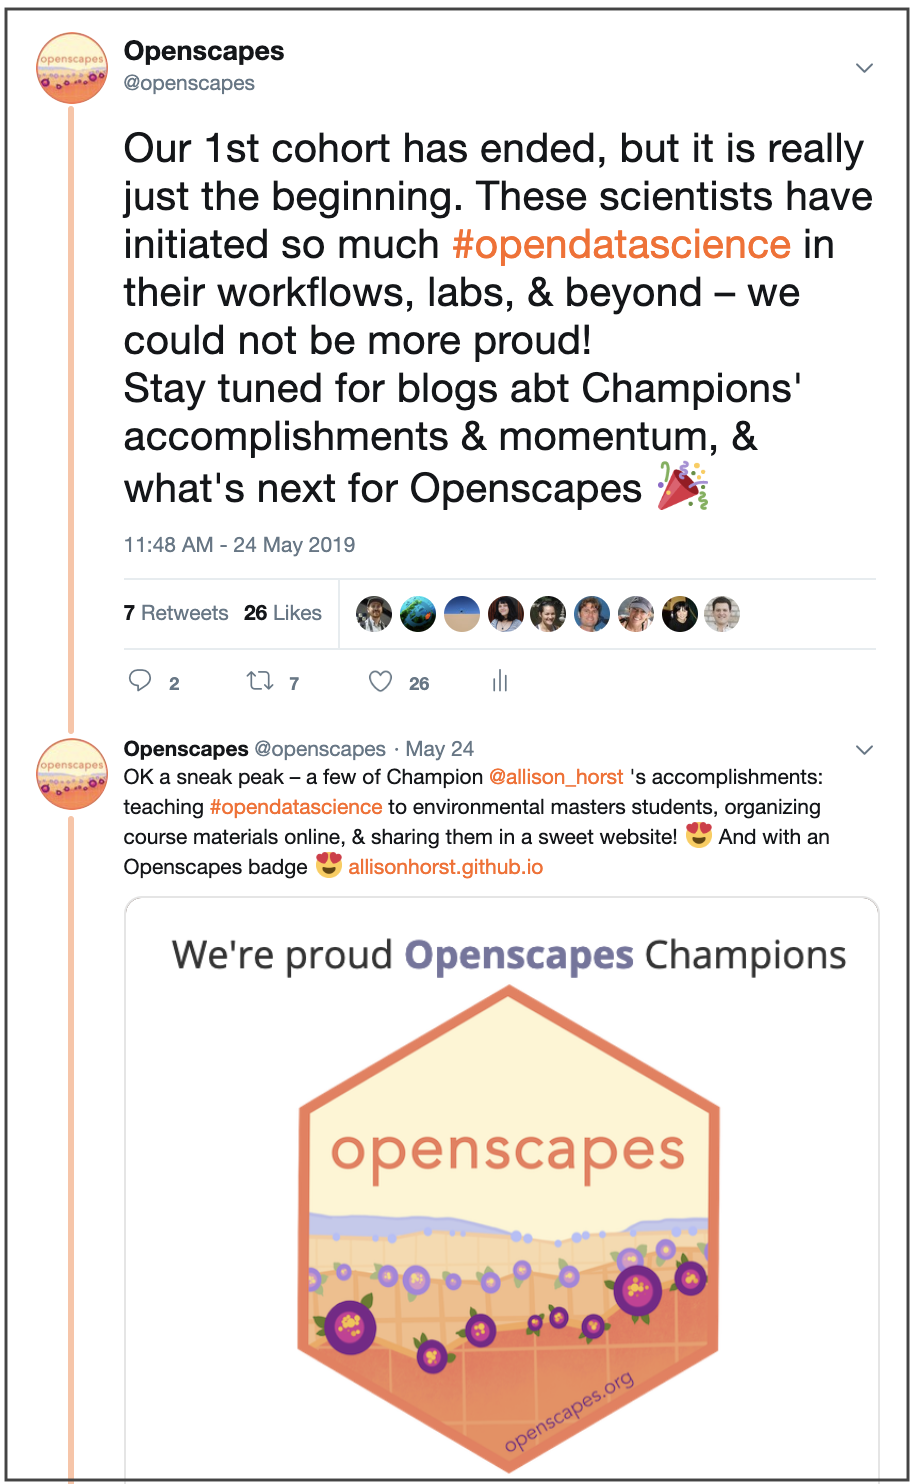 openscapes
Openscapes
@openscapes
Our 1st cohort has ended, but it is really
just the beginning. These scientists have
initiated so much #opendatascience in
their workflows, labs, & beyond – we
could not be more proud!
Stay tuned for blogs abt Champions'
accomplishments & momentum, &
what's next for Openscapes 🎉
11:48 AM - 24 May 2019
7 Retweets 26 Likes
2 7 26
openscapes
Openscapes @openscapes · May 24
OK a sneak peak – a few of Champion @allison_horst 's accomplishments:
teaching #opendatascience to environmental masters students, organizing
course materials online, & sharing them in a sweet website! 😍 And with an
Openscapes badge 😍 allisonhorst.github.io
We're proud Openscapes Champions
openscapes
openscapes.org